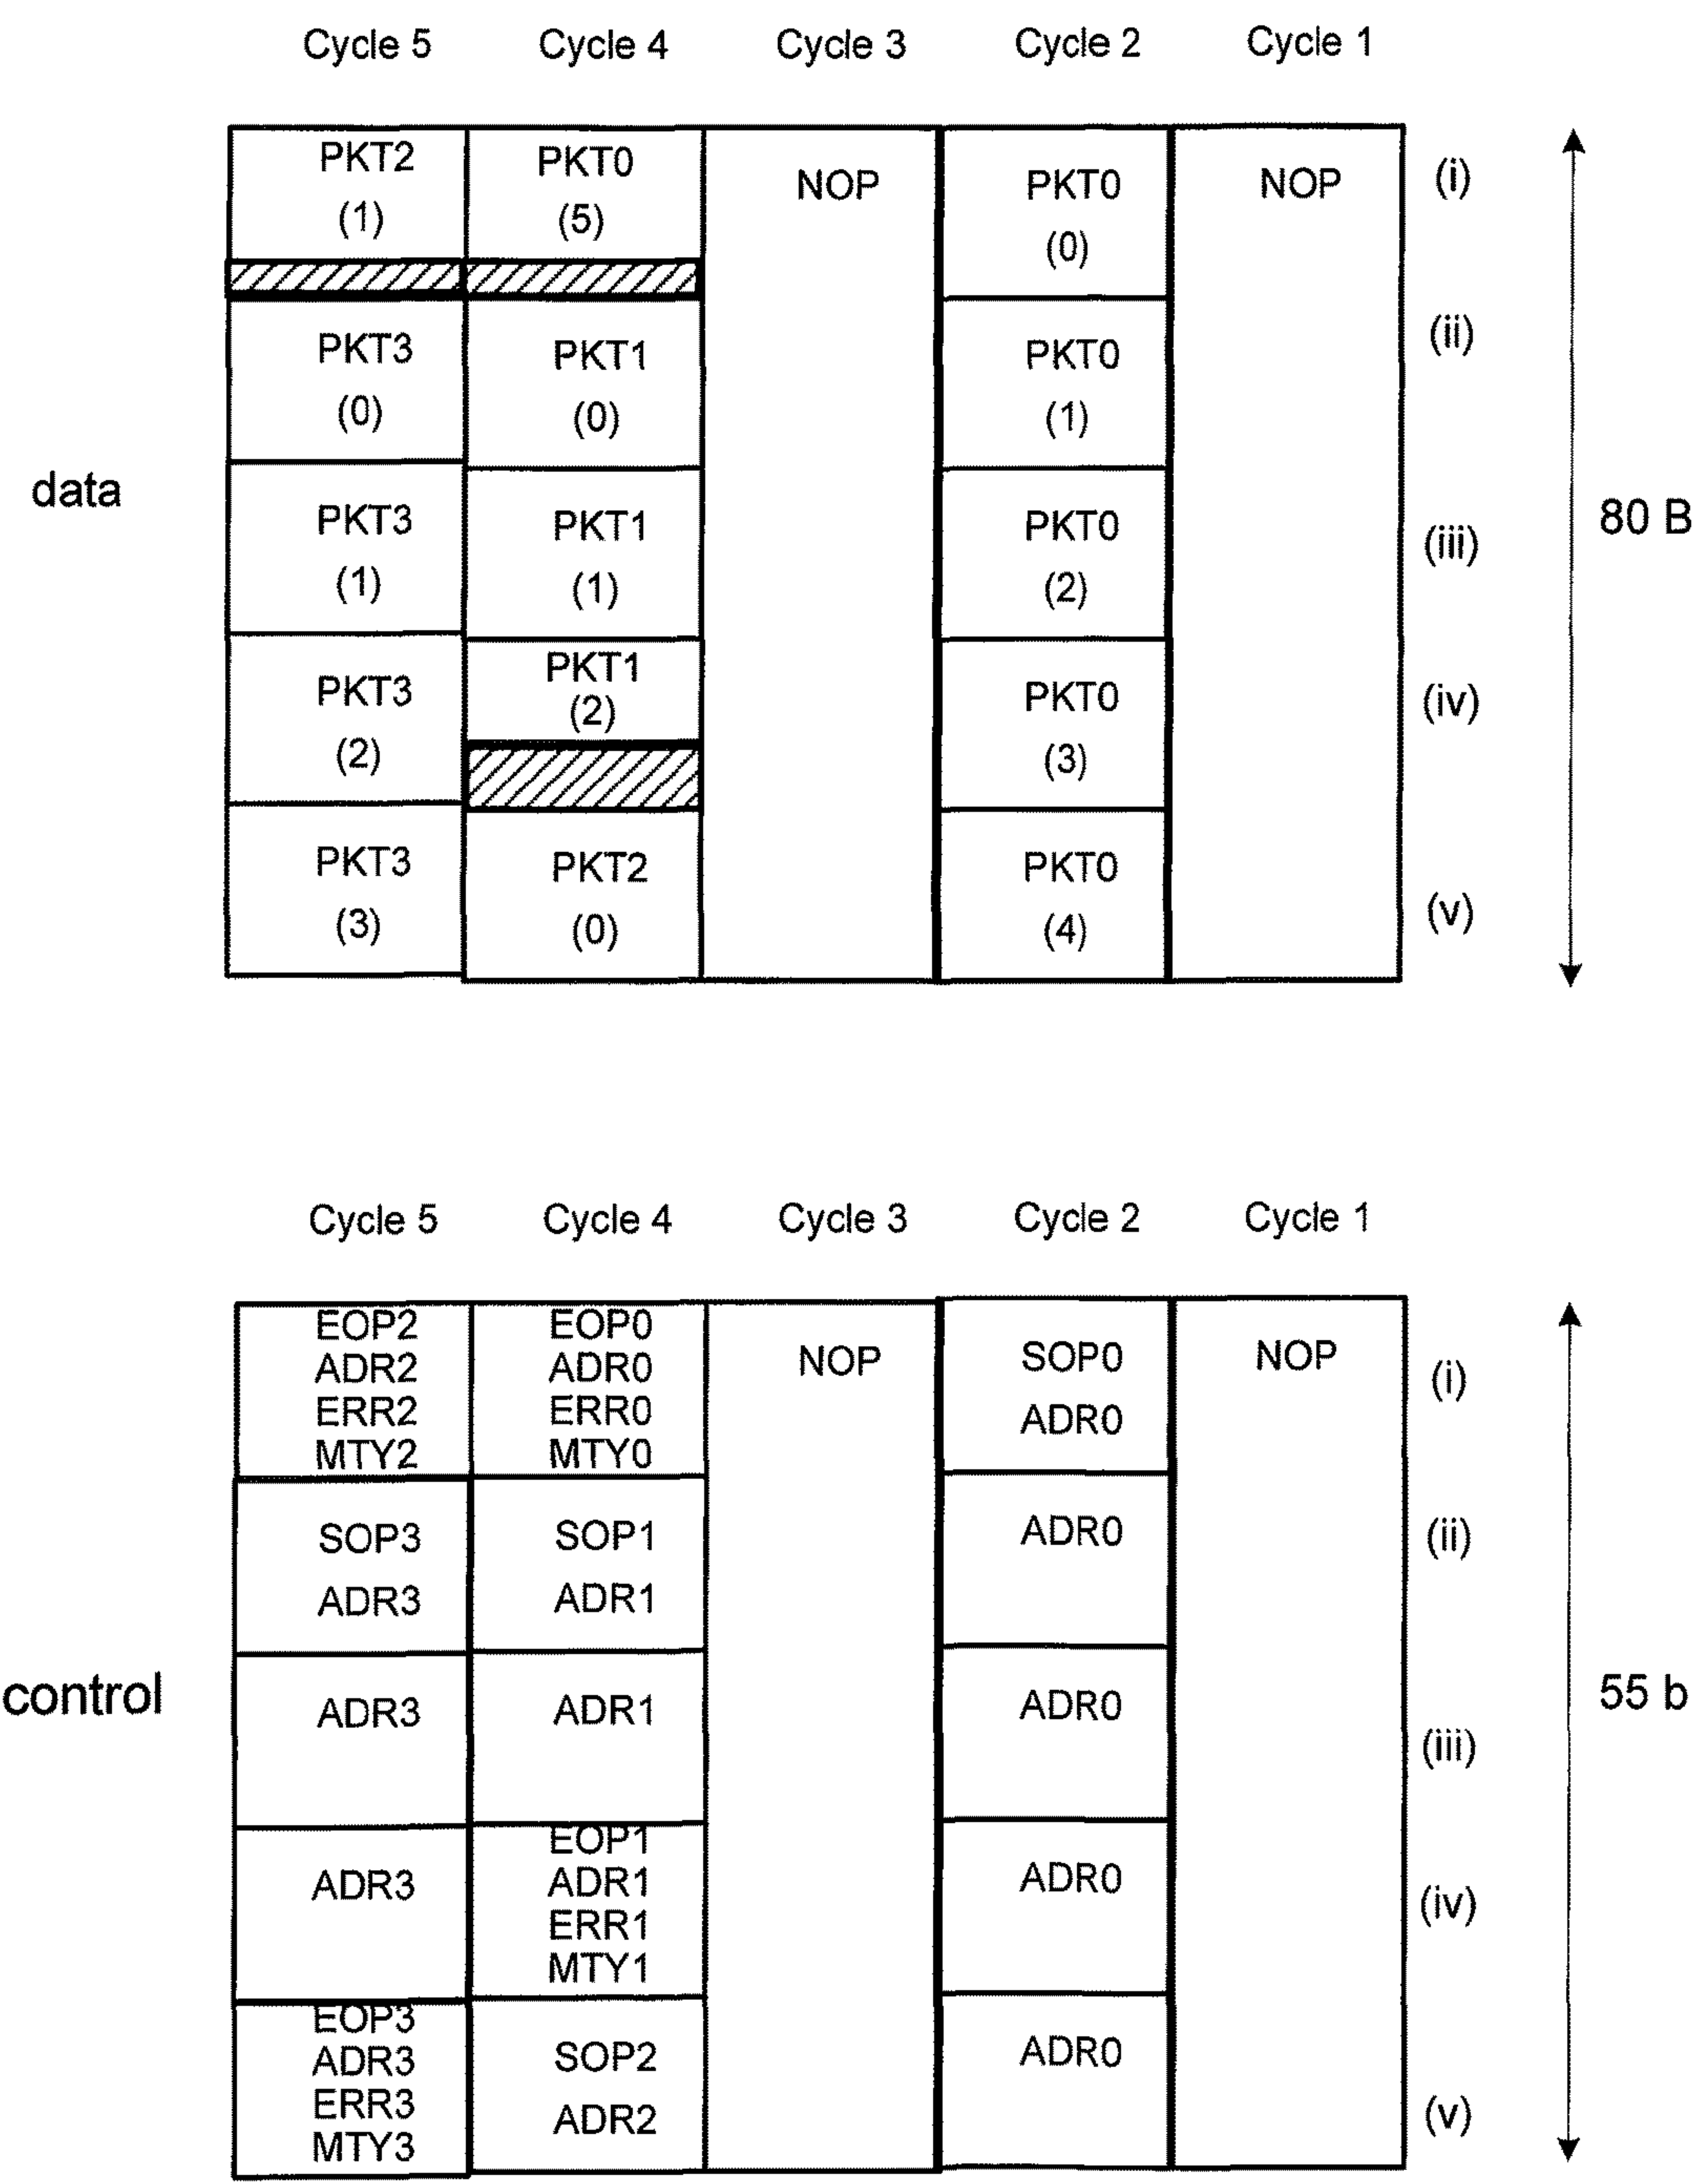 Cycle 5 Cycle 4 Cycle 3 Cycle 2 Cycle 1
PKT2 PKT0 NOP PKT0 NOP (i)
(1) (5) (0)
PKT3 PKT1 PKT0 (ii)
(0) (0) (1)
data 80 B
PKT3 PKT1 PKT0 (iii)
(1) (1) (2)
PKT3 PKT1 PKT0 (iv)
(2) (2) (3)
PKT3 PKT2 PKT0 (v)
(3) (0) (4)
Cycle 5 Cycle 4 Cycle 3 Cycle 2 Cycle 1
EOP2 EOP0 NOP SOP0 NOP (i)
ADR2 ADR0 ADR0
ERR2 ERR0
MTY2 MTY0
SOP3 SOP1 ADR0 (ii)
ADR3 ADR1
control 55 b
ADR3 ADR1 ADR0 (iii)
ADR3 EOP1 ADR0 (iv)
ADR1
ERR1
MTY1
EOP3 SOP2 ADR0 (v)
ADR3 ADR2
ERR3
MTY3